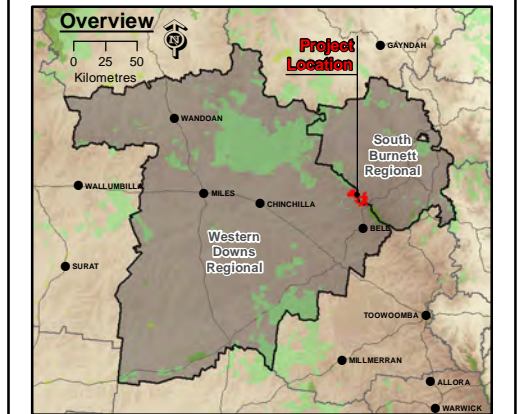 Overview
N
0 25 50
Kilometres
Project
Location
GAYNDAH
WANDOAN
South
Burnett
Regional
WALLUMBILLA
MILES
CHINCHILLA
BELL
Western
Downs
Regional
SURAT
TOOWOOMBA
MILLMERRAN
ALLORA
WARWICK